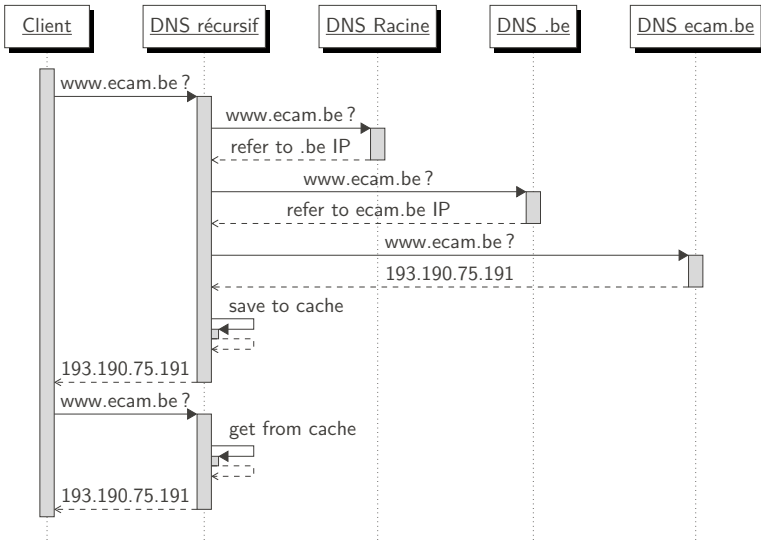 Client DNS récursif DNS Racine DNS .be DNS ecam.be
www.ecam.be ?
www.ecam.be ?
refer to .be IP
www.ecam.be ?
refer to ecam.be IP
www.ecam.be ?
193.190.75.191
save to cache
193.190.75.191
www.ecam.be ?
get from cache
193.190.75.191